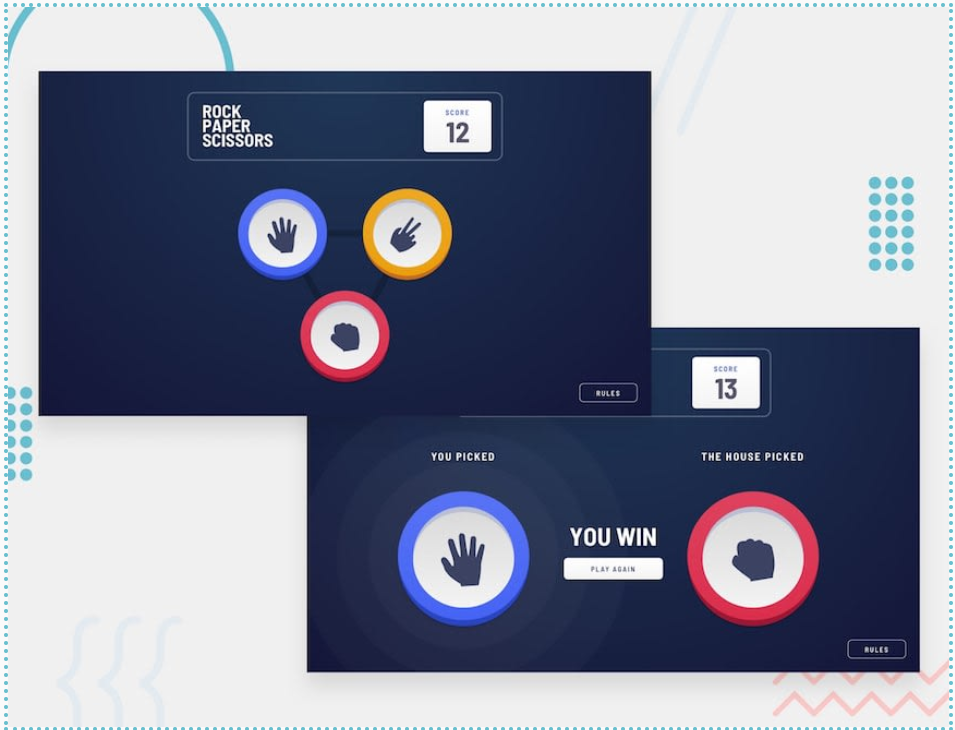 ROCK
PAPER
SCISSORS
SCORE
12
RULES
SCORE
13
YOU PICKED
THE HOUSE PICKED
YOU WIN
PLAY AGAIN
RULES